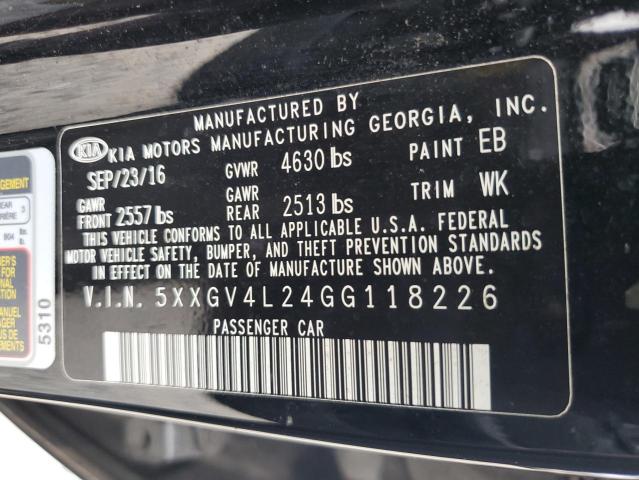 MANUFACTURED BY
KIA KIA MOTORS MANUFACTURING GEORGIA, INC.
SEP/23/16 GVWR 4630 lbs PAINT EB
GAWR FRONT 2557 lbs GAWR REAR 2513 lbs TRIM WK
THIS VEHICLE CONFORMS TO ALL APPLICABLE U.S.A. FEDERAL
MOTOR VEHICLE SAFETY, BUMPER, AND THEFT PREVENTION STANDARDS
IN EFFECT ON THE DATE OF MANUFACTURE SHOWN ABOVE.
V.I.N. 5XXGV4L24GG118226
PASSENGER CAR
5310